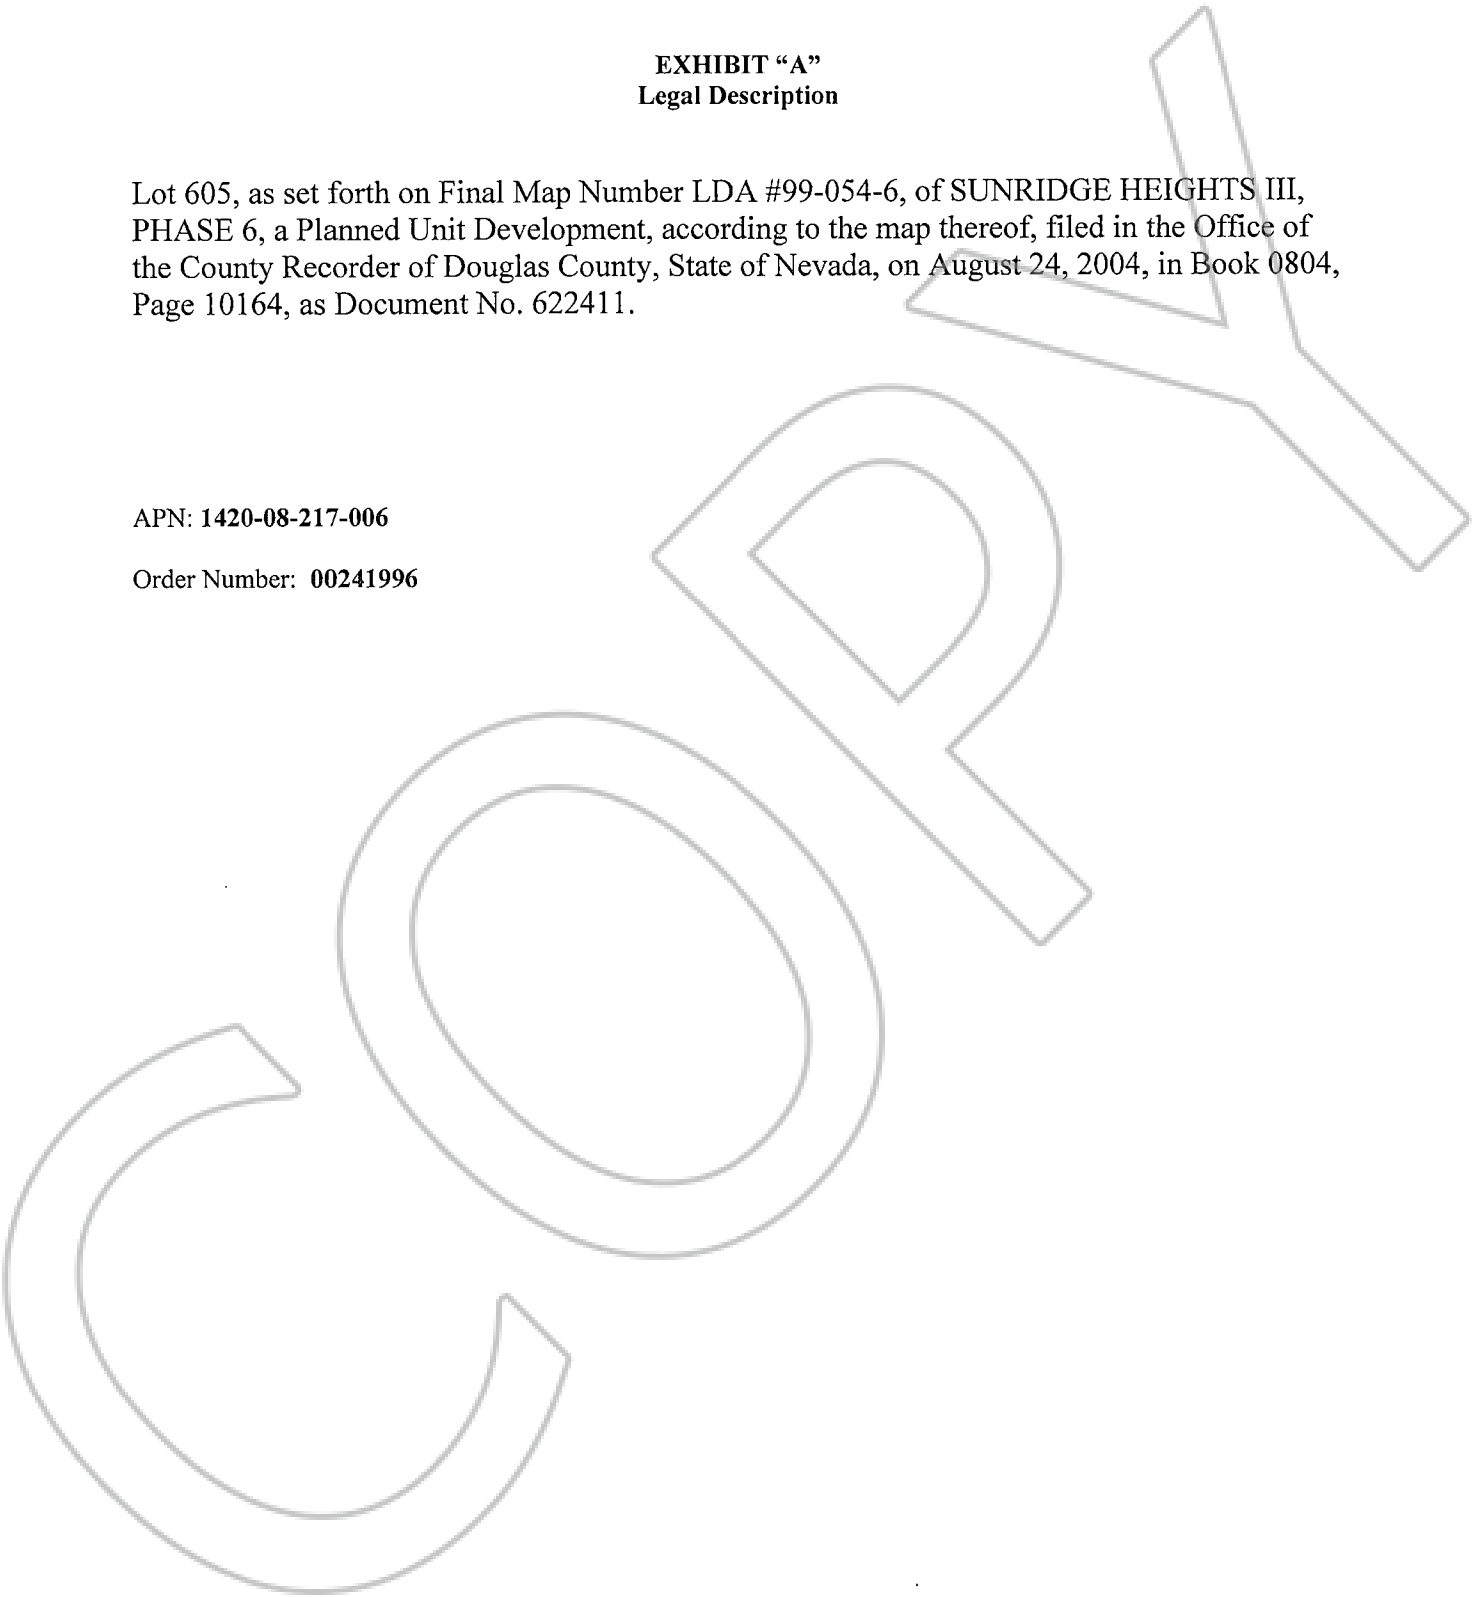 EXHIBIT “A”
Legal Description
Lot 605, as set forth on Final Map Number LDA #99-054-6, of SUNRIDGE HEIGHTS III,
PHASE 6, a Planned Unit Development, according to the map thereof, filed in the Office of
the County Recorder of Douglas County, State of Nevada, on August 24, 2004, in Book 0804,
Page 10164, as Document No. 622411.
APN: 1420-08-217-006
Order Number: 00241996
COPY